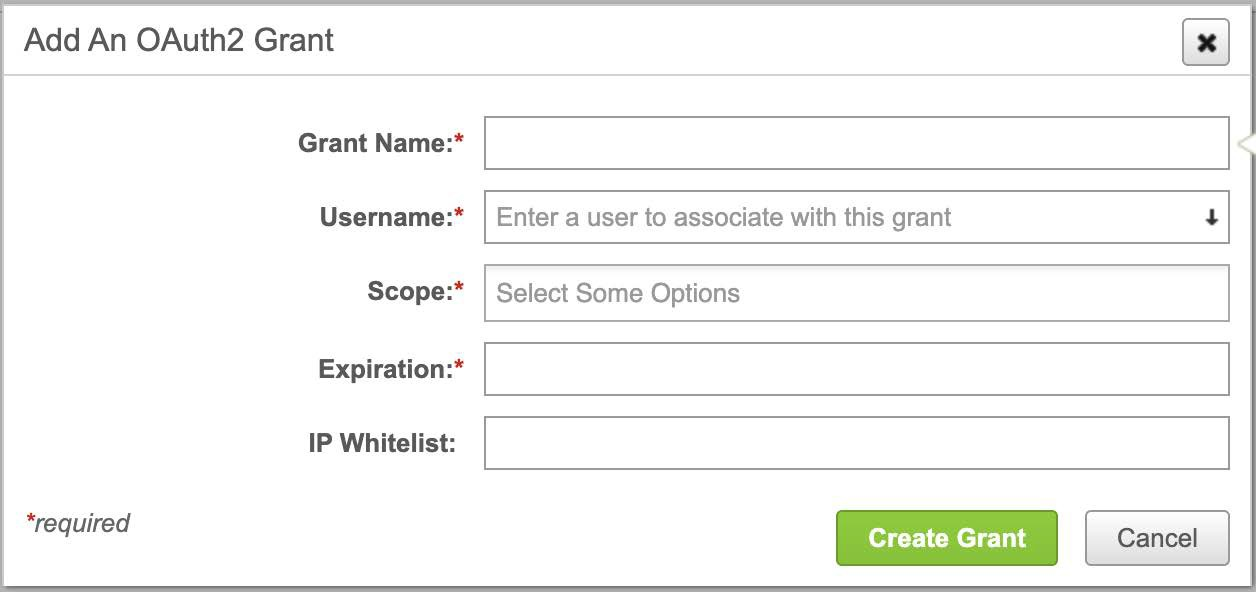 Add An OAuth2 Grant
Grant Name:*
Username:* Enter a user to associate with this grant
Scope:* Select Some Options
Expiration:*
IP Whitelist:
*required
Create Grant Cancel